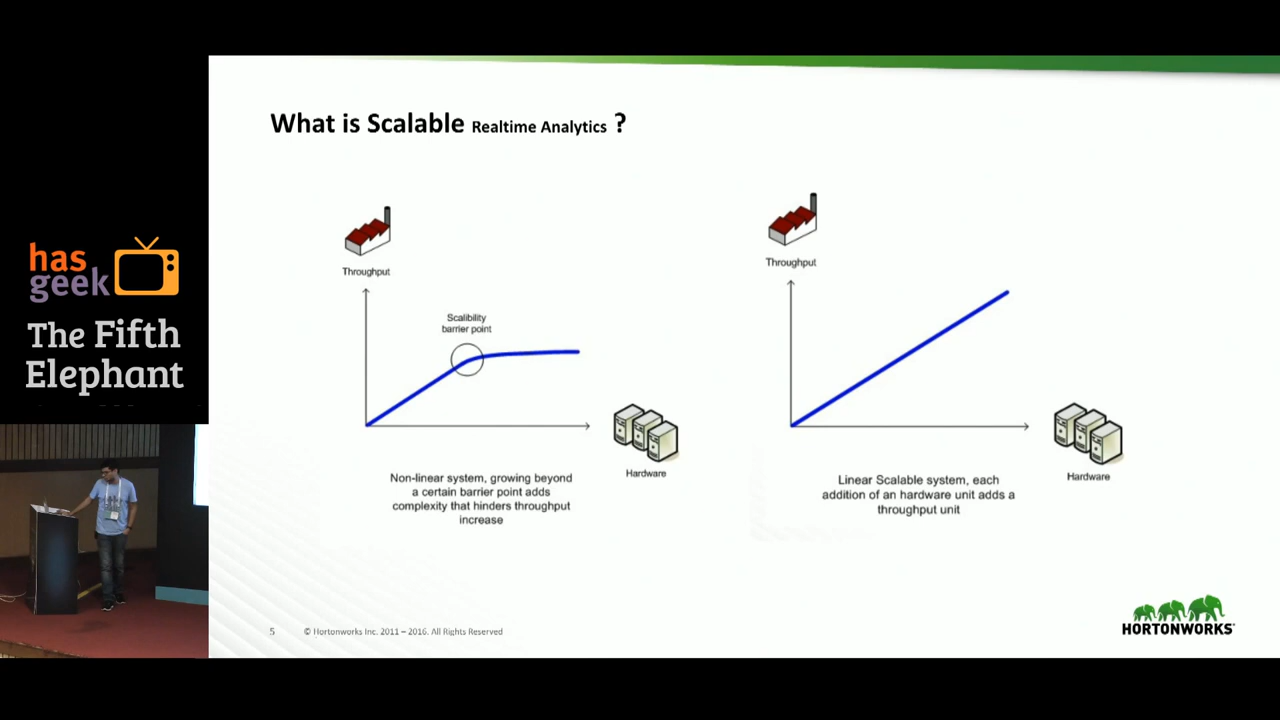 has
geek
The Fifth
Elephant
What is Scalable Realtime Analytics ?
Throughput
Scalibility
barrier point
Hardware
Non-linear system, growing beyond
a certain barrier point adds
complexity that hinders throughput
increase
Throughput
Hardware
Linear Scalable system, each
addition of an hardware unit adds a
throughput unit
5
© Hortonworks Inc. 2011 – 2016. All Rights Reserved
HORTONWORKS